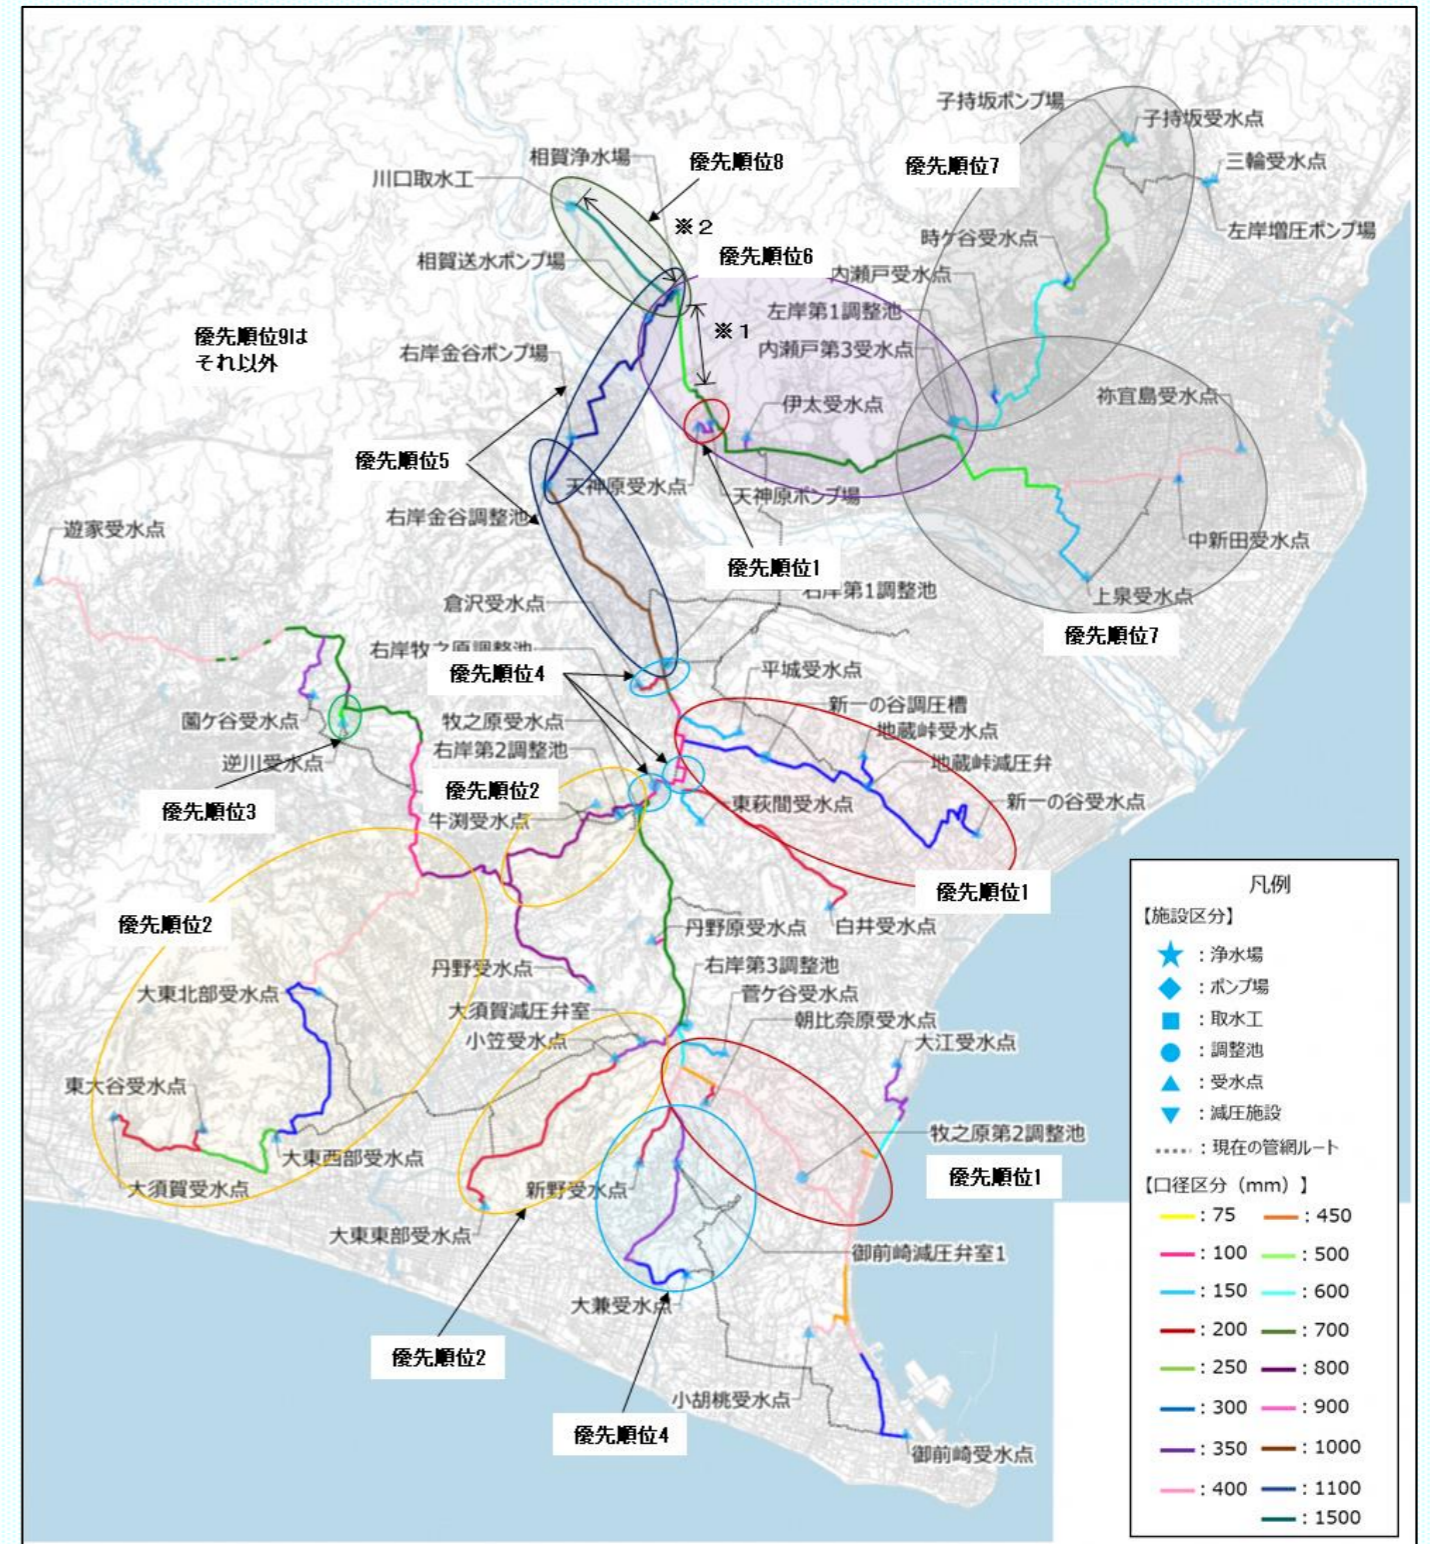 子持坂ポンプ場
子持坂受水点
相賀浄水場
優先順位8
優先順位7
三輪受水点
川口取水工
※2
左岸増圧ポンプ場
時ケ谷受水点
相賀送水ポンプ場
優先順位6
内瀬戸受水点
左岸第1調整池
※1
優先順位9は
それ以外
右岸金谷ポンプ場
内瀬戸第3受水点
伊太受水点
祢宜島受水点
優先順位5
天神原受水点
天神原ポンプ場
右岸金谷調整池
遊家受水点
中新田受水点
優先順位1
右岸第1調整池
上泉受水点
倉沢受水点
優先順位7
右岸牧之原調整池
優先順位4
平城受水点
新一の谷調圧槽
菌ケ谷受水点
牧之原受水点
地蔵峠受水点
右岸第2調整池
逆川受水点
地蔵峠減圧弁
優先順位2
東萩間受水点
新一の谷受水点
優先順位3
牛渕受水点
優先順位1
優先順位2
丹野原受水点
白井受水点
丹野受水点
右岸第3調整池
大東北部受水点
菅ケ谷受水点
大須賀減圧弁室
朝比奈原受水点
小笠受水点
大江受水点
東大谷受水点
牧之原第2調整池
大東西部受水点
優先順位1
大須賀受水点
新野受水点
大東東部受水点
御前崎減圧弁室1
大兼受水点
優先順位2
小胡桃受水点
優先順位4
御前崎受水点
凡例
【施設区分】
：浄水場
：ポンプ場
：取水工
：調整池
：受水点
：減圧施設
：現在の管網ルート
【口径区分（mm）】
：75 ：450
：100 ：500
：150 ：600
：200 ：700
：250 ：800
：300 ：900
：350 ：1000
：400 ：1100
：1500